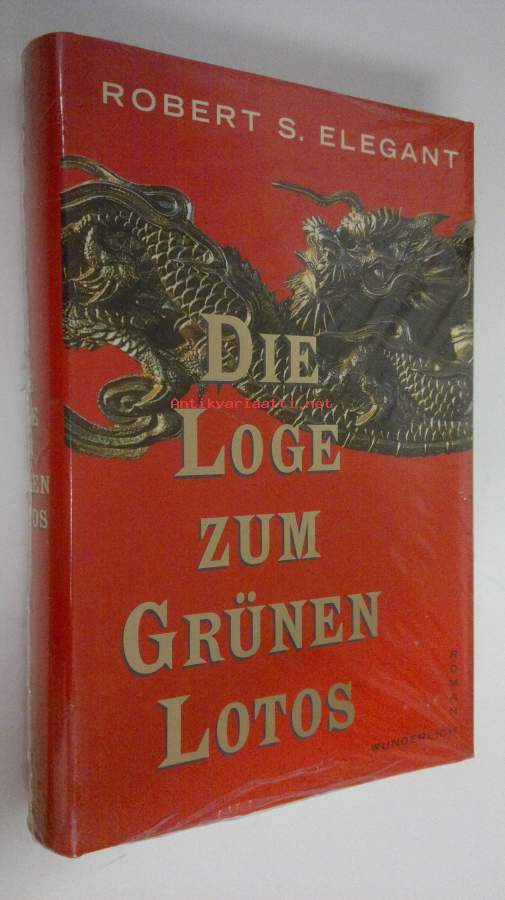 ROBERT S. ELEGANT
DIE
Antikvariaatti.net
LOGE
ZUM
GRÜNEN
LOTOS
ROMAN
WUNDERLICH